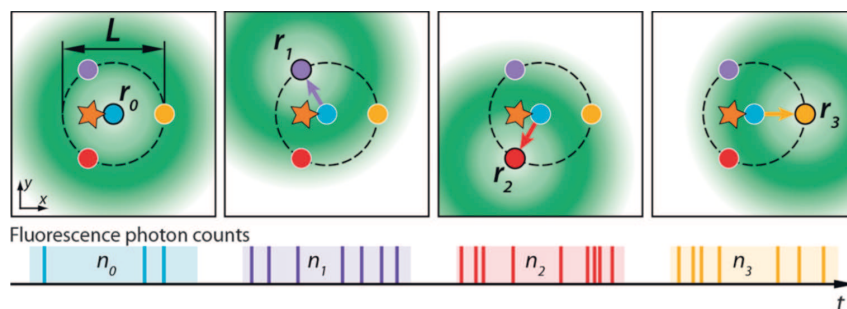 L
r0
r1
r2
r3
y
x
Fluorescence photon counts
n0
n1
n2
n3
t